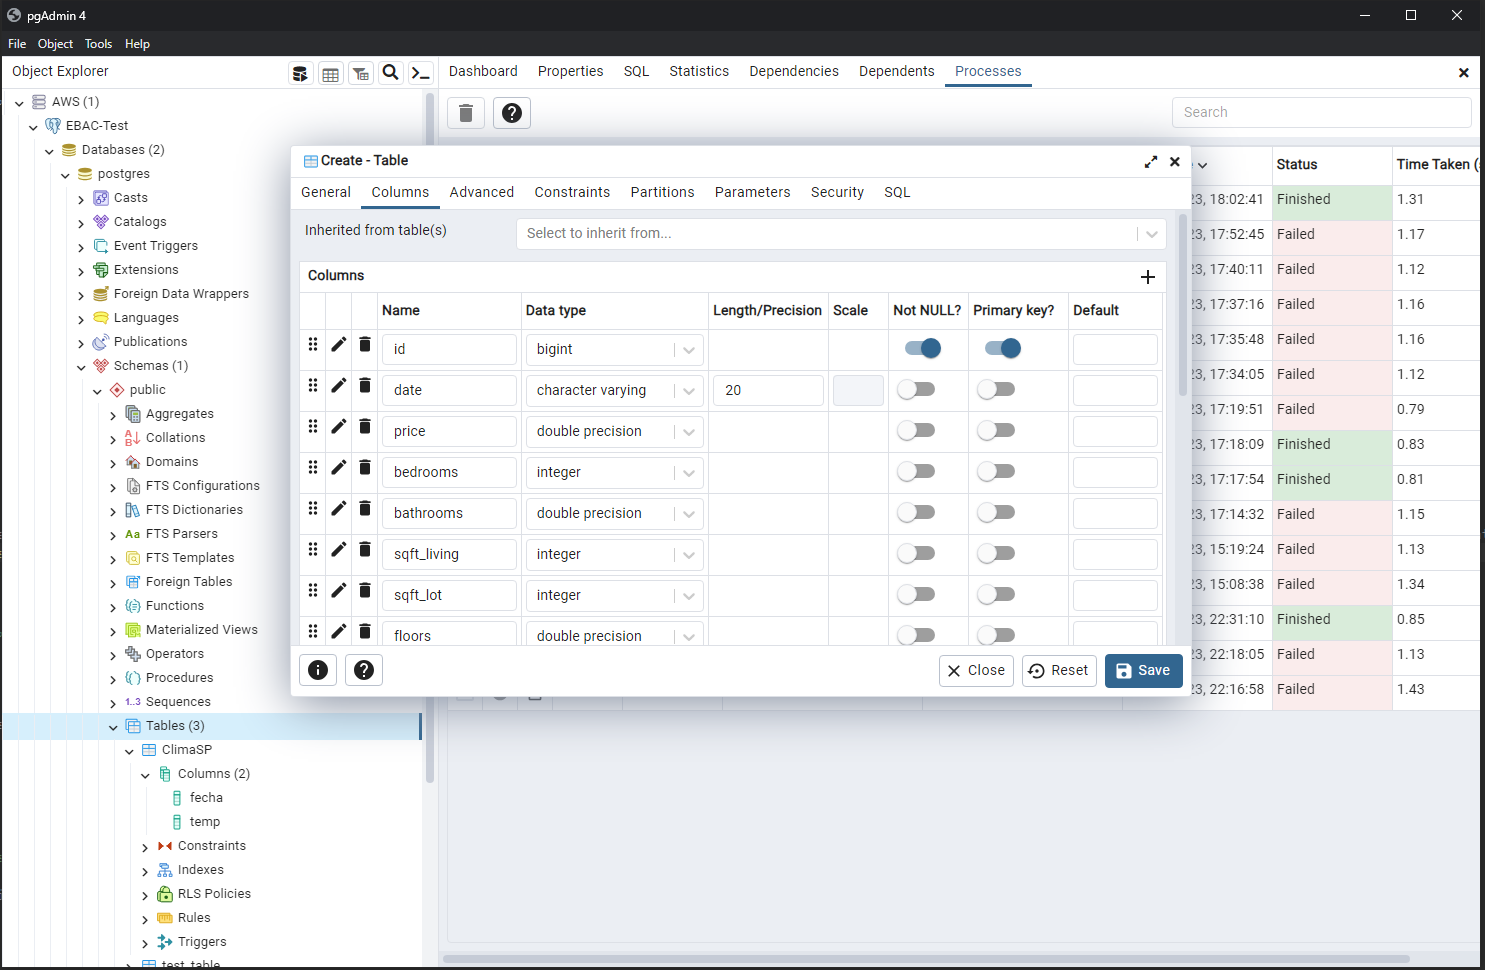 pgAdmin 4
File Object Tools Help
Object Explorer
Dashboard Properties SQL Statistics Dependencies Dependents Processes
Search
AWS (1)
EBAC-Test
Databases (2)
postgres
Casts
Catalogs
Event Triggers
Extensions
Foreign Data Wrappers
Languages
Publications
Schemas (1)
public
Aggregates
Collations
Domains
FTS Configurations
FTS Dictionaries
Aa FTS Parsers
FTS Templates
Foreign Tables
Functions
Materialized Views
Operators
Procedures
1..3 Sequences
Tables (3)
ClimaSP
Columns (2)
fecha
temp
Constraints
Indexes
RLS Policies
Rules
Triggers
test_table
Create - Table
General Columns Advanced Constraints Partitions Parameters Security SQL
Inherited from table(s) Select to inherit from...
Columns
Name Data type Length/Precision Scale Not NULL? Primary key? Default
id bigint
date character varying 20
price double precision
bedrooms integer
bathrooms double precision
sqft_living integer
sqft_lot integer
floors double precision
Close Reset Save
Status Time Taken (
23, 18:02:41 Finished 1.31
23, 17:52:45 Failed 1.17
23, 17:40:11 Failed 1.12
23, 17:37:16 Failed 1.16
23, 17:35:48 Failed 1.16
23, 17:34:05 Failed 1.12
23, 17:19:51 Failed 0.79
23, 17:18:09 Finished 0.83
23, 17:17:54 Finished 0.81
23, 17:14:32 Failed 1.15
23, 15:19:24 Failed 1.13
23, 15:08:38 Failed 1.34
23, 22:31:10 Finished 0.85
23, 22:18:05 Failed 1.13
23, 22:16:58 Failed 1.43